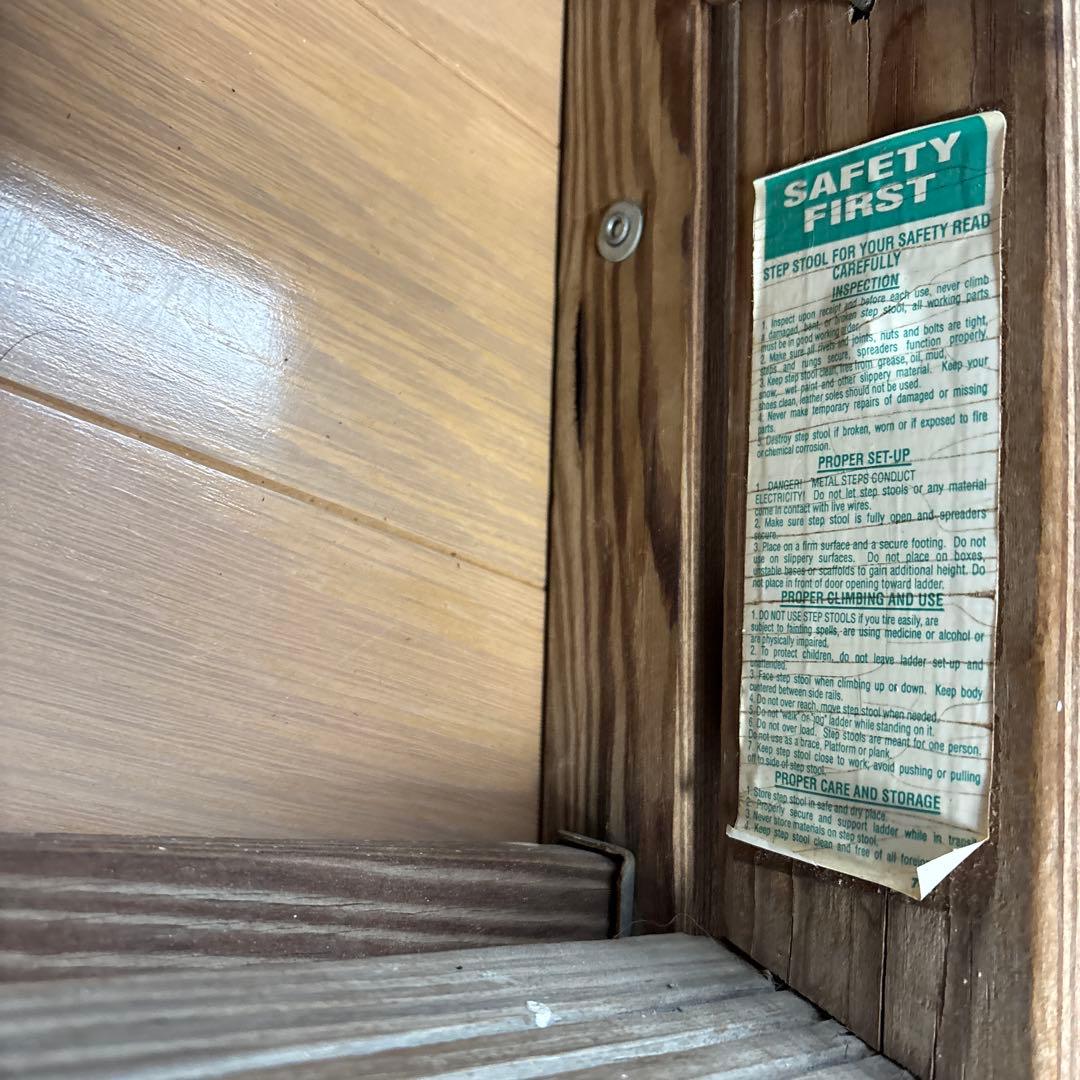 SAFETY
FIRST
STEP STOOL FOR YOUR SAFETY READ
CAREFULLY
INSPECTION
1. Inspect upon receipt and before each use, never climb
a damaged, bent, or broken step stool, all working parts
must be in good working order.
2. Make sure all rivets and joints, nuts and bolts are tight,
steps and rungs secure, spreaders function properly.
3. Keep step stool clean, free from grease, oil, mud,
snow, wet paint and other slippery material. Keep your
shoes clean, leather soles should not be used.
4. Never make temporary repairs of damaged or missing
parts.
5. Destroy step stool if broken, worn or if exposed to fire
or chemical corrosion.
PROPER SET-UP
1. DANGER! METAL STEPS CONDUCT
ELECTRICITY! Do not let step stools or any material
come in contact with live wires.
2. Make sure step stool is fully open and spreaders
secure.
3. Place on a firm surface and a secure footing. Do not
use on slippery surfaces. Do not place on boxes,
unstable bases or scaffolds to gain additional height. Do
not place in front of door opening toward ladder.
PROPER CLIMBING AND USE
1. DO NOT USE STEP STOOLS if you tire easily, are
subject to fainting spells, are using medicine or alcohol or
are physically impaired.
2. To protect children, do not leave ladder set-up and
unattended.
3. Face step stool when climbing up or down. Keep body
centered between side rails.
4. Do not over reach, move step stool when needed.
5. Do not "walk" or "jog" ladder while standing on it.
6. Do not over load. Step stools are meant for one person.
Do not use as a brace, Platform or plank.
7. Keep step stool close to work, avoid pushing or pulling
off to side of step stool.
PROPER CARE AND STORAGE
1. Store step stool in safe and dry place.
2. Properly secure and support ladder while in
3. Never store materials on step stool.
4. Keep step stool clean and free of all
7